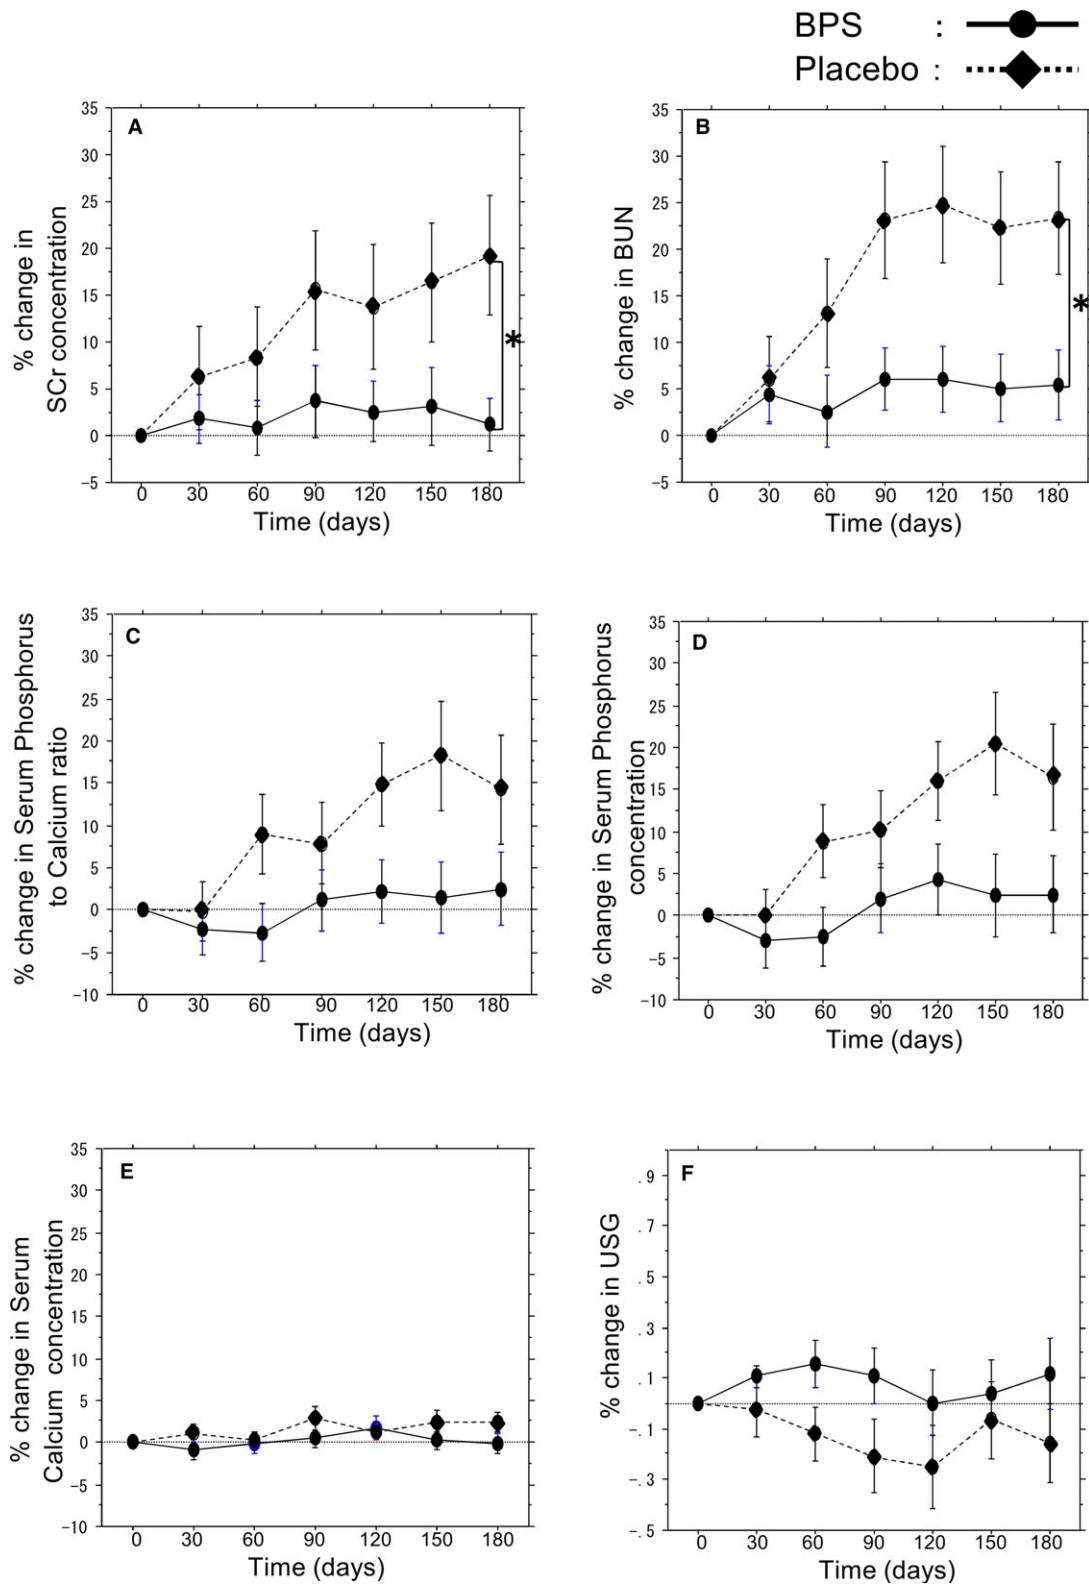 BPS :
Placebo :
A
35
30
25
20
15
10
5
0
-5
% change in
SCr concentration
0 30 60 90 120 150 180
Time (days)
*
B
35
30
25
20
15
10
5
0
-5
% change in BUN
0 30 60 90 120 150 180
Time (days)
*
C
35
30
25
20
15
10
5
0
-5
-10
% change in Serum Phosphorus
to Calcium ratio
0 30 60 90 120 150 180
Time (days)
D
35
30
25
20
15
10
5
0
-5
-10
% change in Serum Phosphorus
concentration
0 30 60 90 120 150 180
Time (days)
E
35
30
25
20
15
10
5
0
-5
-10
% change in Serum
Calcium concentration
0 30 60 90 120 150 180
Time (days)
F
.9
.7
.5
.3
.1
-.1
-.3
-.5
% change in USG
0 30 60 90 120 150 180
Time (days)